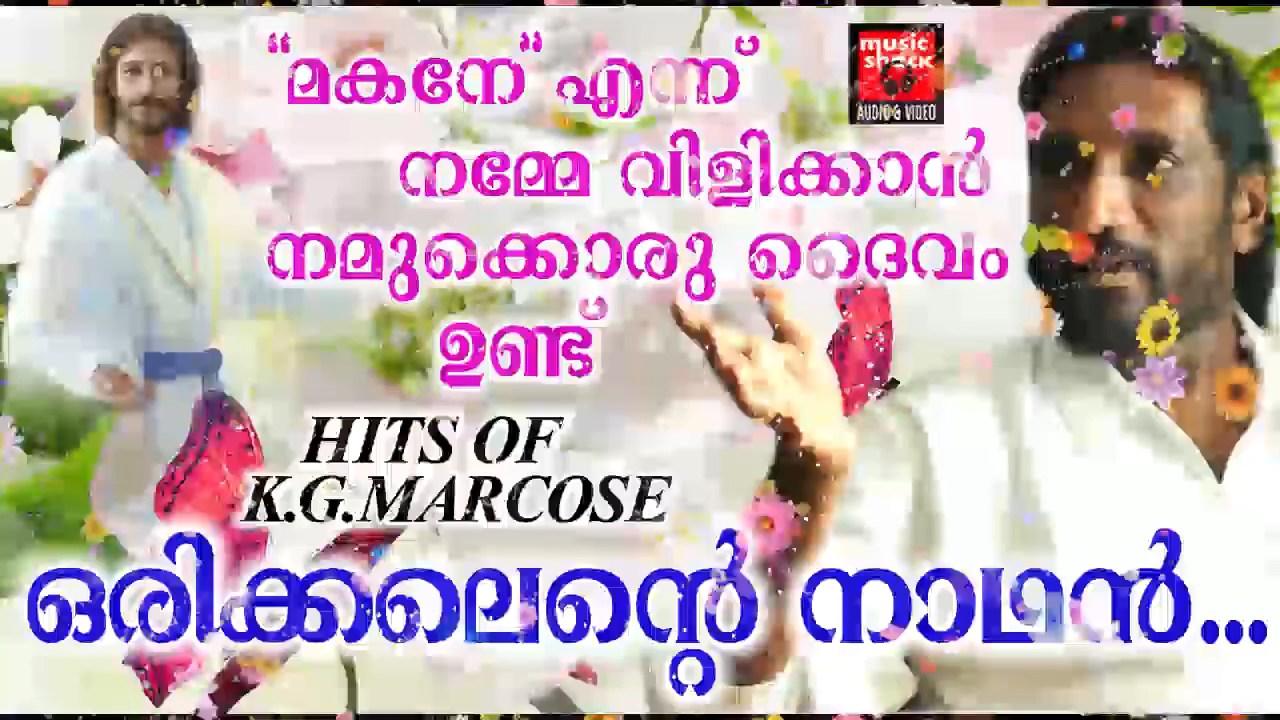 "മകനേ" എന്ന്
music
shack
AUDIO & VIDEO
നമ്മേ വിളിക്കാൻ
നമുക്കൊരു ദൈവം
ഉണ്ട്
HITS OF
K.G.MARCOSE
ഒരിക്കലെന്റെ നാഥൻ...